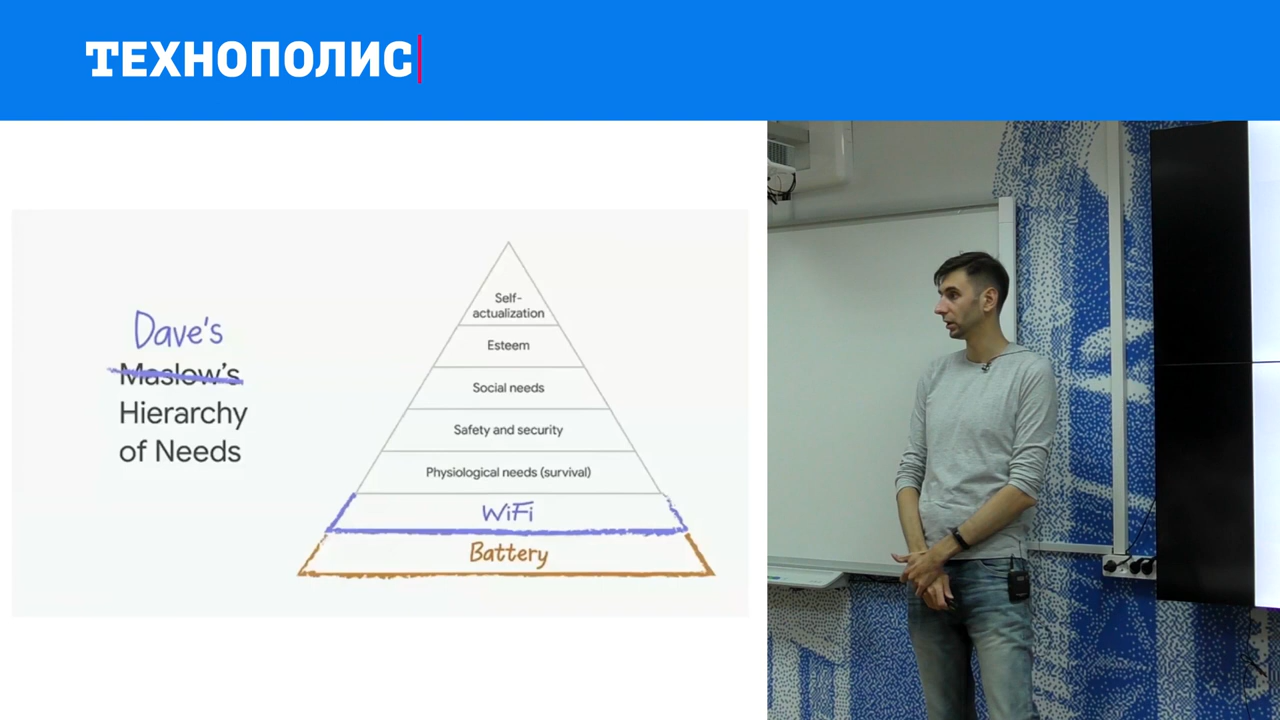 ТЕХНОПОЛИС
Dave's
Maslow's
Hierarchy
of Needs
Self-
actualization
Esteem
Social needs
Safety and security
Physiological needs (survival)
WiFi
Battery